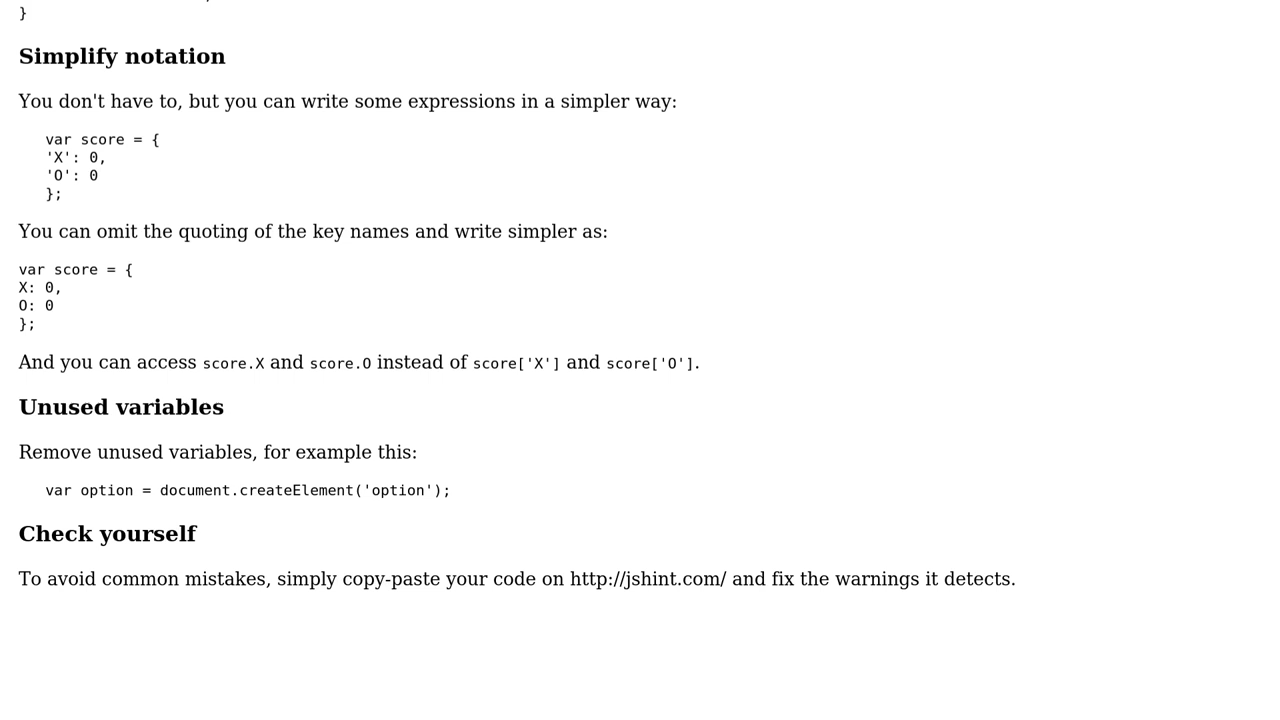 }
Simplify notation
You don't have to, but you can write some expressions in a simpler way:
var score = {
'X': 0,
'O': 0
};
You can omit the quoting of the key names and write simpler as:
var score = {
X: 0,
O: 0
};
And you can access score.X and score.O instead of score['X'] and score['O'].
Unused variables
Remove unused variables, for example this:
var option = document.createElement('option');
Check yourself
To avoid common mistakes, simply copy-paste your code on http://jshint.com/ and fix the warnings it detects.